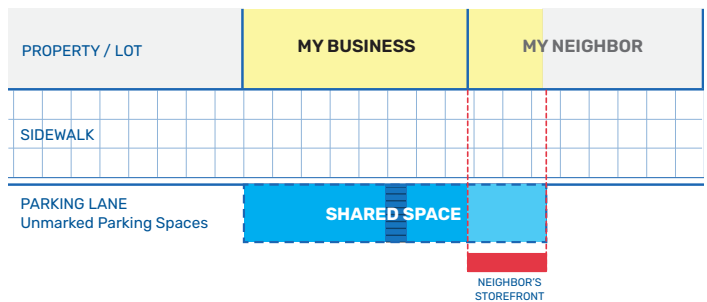 PROPERTY / LOT
MY BUSINESS
MY NEIGHBOR
SIDEWALK
PARKING LANE
Unmarked Parking Spaces
SHARED SPACE
NEIGHBOR'S
STOREFRONT